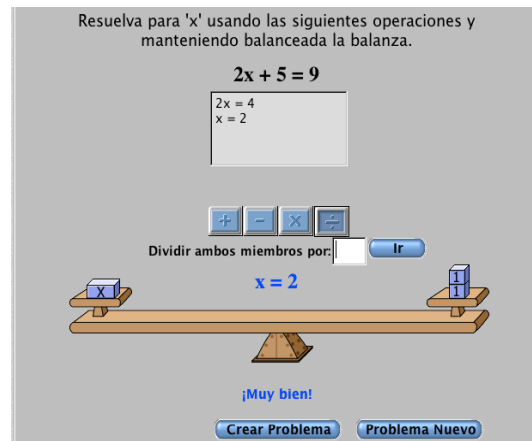 Resuelva para 'x' usando las siguientes operaciones y
manteniendo balanceada la balanza.
2x + 5 = 9
2x = 4
x = 2
+ − × ÷
Dividir ambos miembros por: Ir
x = 2
X
1
1
¡Muy bien!
Crear Problema Problema Nuevo